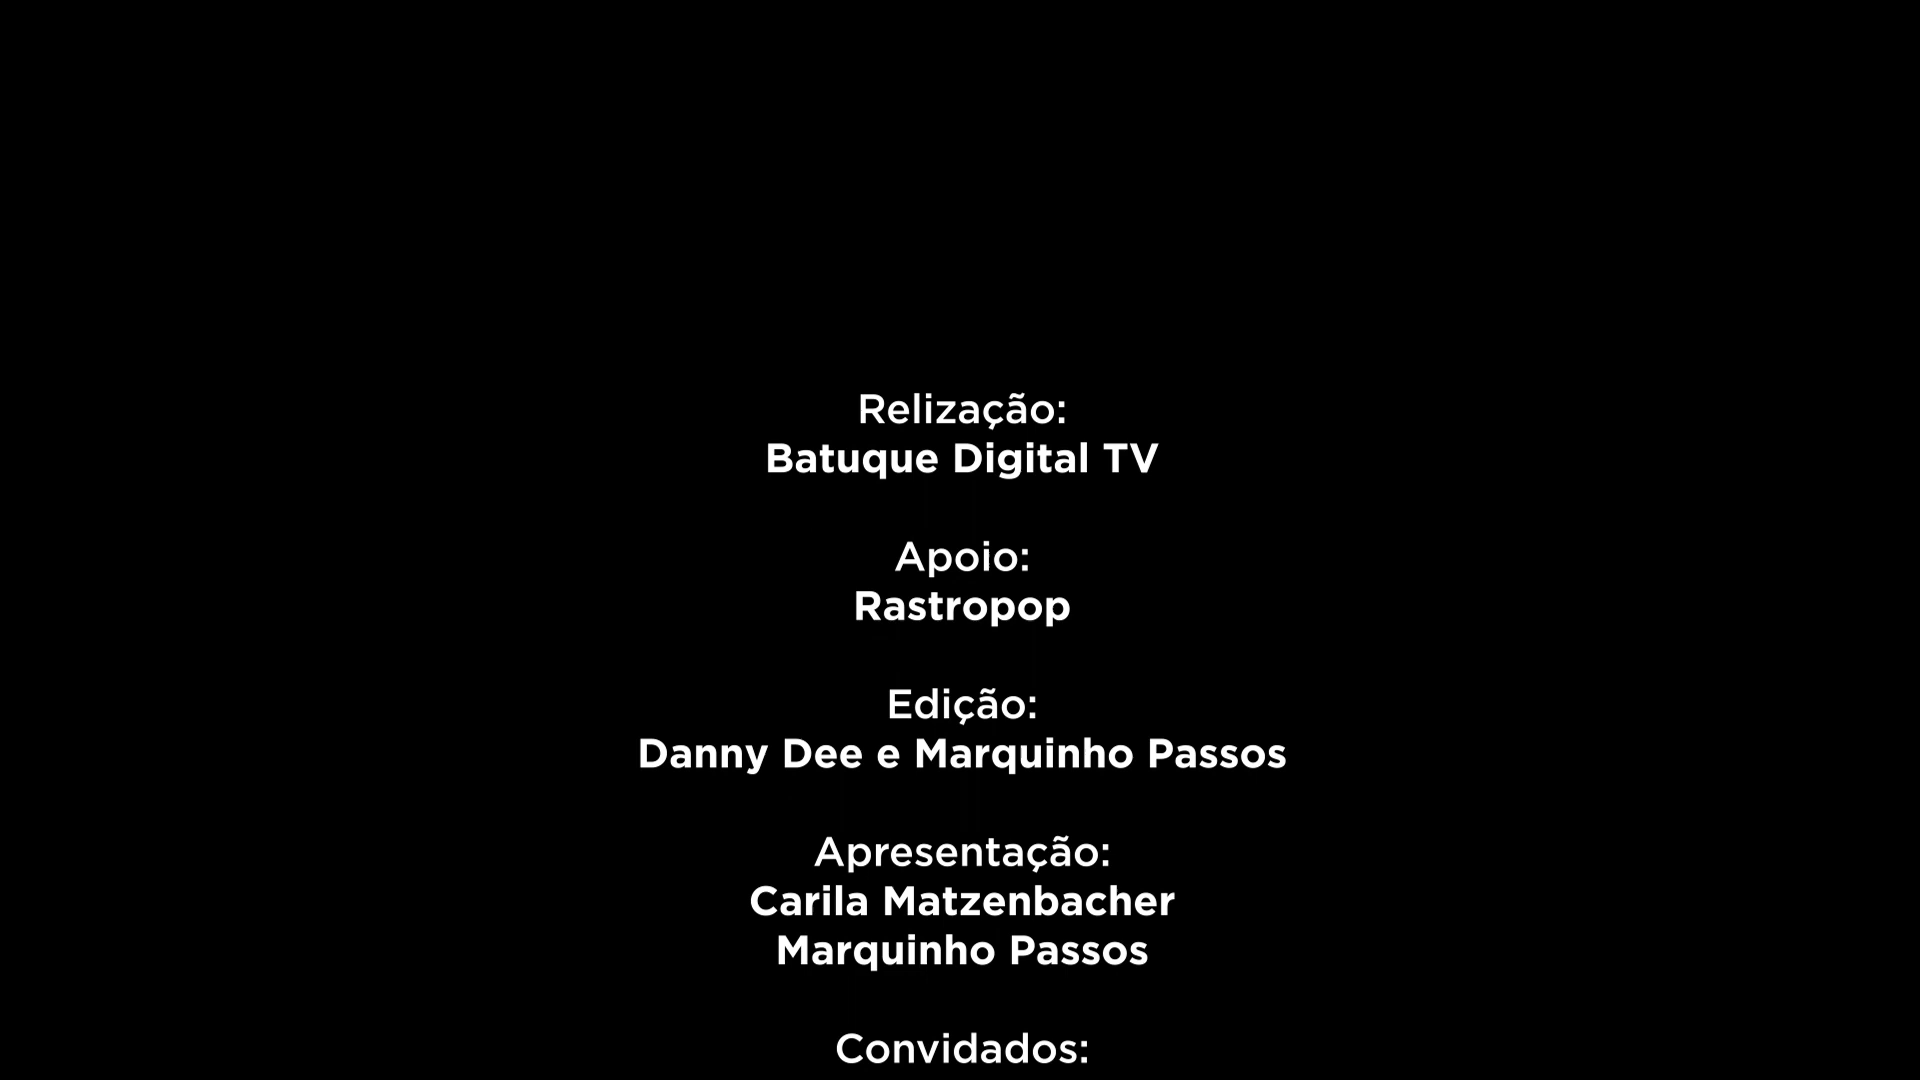 Relização:
Batuque Digital TV
Apoio:
Rastropop
Edição:
Danny Dee e Marquinho Passos
Apresentação:
Carila Matzenbacher
Marquinho Passos
Convidados: